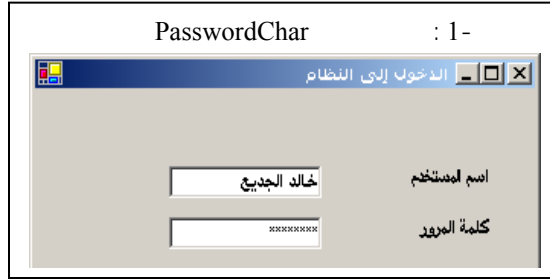 PasswordChar : 1-
الدخول إلى النظام
اسم المستخدم خالد الجديع
كلمة المرور ********